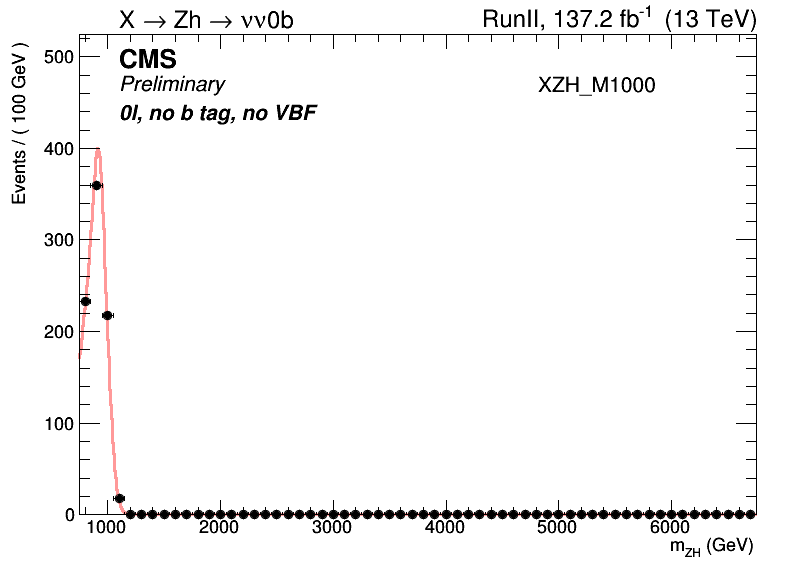 X → Zh → νν0b RunII, 137.2 fb⁻¹ (13 TeV)
CMS
Preliminary
0l, no b tag, no VBF
XZH_M1000
Events / ( 100 GeV )
500
400
300
200
100
0
1000 2000 3000 4000 5000 6000
m_ZH (GeV)